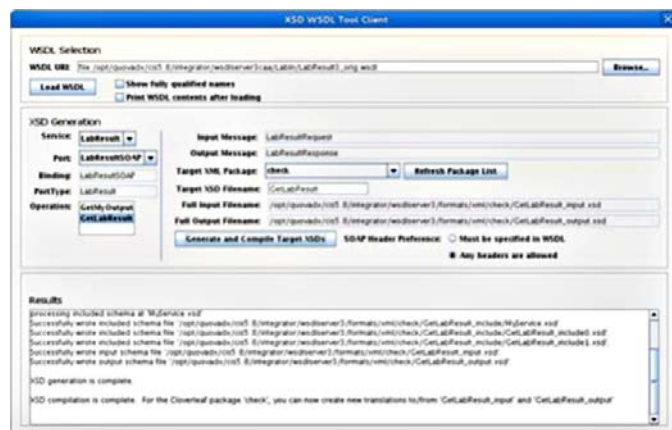 XSD WSDL Tool Client
WSDL Selection
WSDL URI: file:/opt/quovadx/cis5.8/integrator/wsdlserver3caa/Labin/LabResult3_orig.wsdl Browse...
Load WSDL Show fully qualified names
Print WSDL contents after loading
XSD Generation
Service: LabResult Input Message: LabResultRequest
Port: LabResultSOAP Output Message: LabResultResponse
Binding: LabResultSOAP Target XML Package: check Refresh Package List
PortType: LabResult Target XSD Filename: GetLabResult
Operation: GetMyOutput Full Input Filename: /opt/quovadx/cis5.8/integrator/wsdlserver3/formats/xml/check/GetLabResult_input.xsd
GetLabResult Full Output Filename: /opt/quovadx/cis5.8/integrator/wsdlserver3/formats/xml/check/GetLabResult_output.xsd
Generate and Compile Target XSDs SOAP Header Preference: Must be specified in WSDL
Any headers are allowed
Results
processing included schema at 'MyService.xsd'
Successfully wrote included schema file '/opt/quovadx/cis5.8/integrator/wsdlserver3/formats/xml/check/GetLabResult_include/MyService.xsd'
Successfully wrote included schema file '/opt/quovadx/cis5.8/integrator/wsdlserver3/formats/xml/check/GetLabResult_include/GetLabResult_included.xsd'
Successfully wrote included schema file '/opt/quovadx/cis5.8/integrator/wsdlserver3/formats/xml/check/GetLabResult_include/GetLabResult_include1.xsd'
Successfully wrote input schema file '/opt/quovadx/cis5.8/integrator/wsdlserver3/formats/xml/check/GetLabResult_input.xsd'
Successfully wrote output schema file '/opt/quovadx/cis5.8/integrator/wsdlserver3/formats/xml/check/GetLabResult_output.xsd'
XSD generation is complete.
XSD compilation is complete. For the Cloverleaf package 'check', you can now create new translations to/from 'GetLabResult_input' and 'GetLabResult_output'